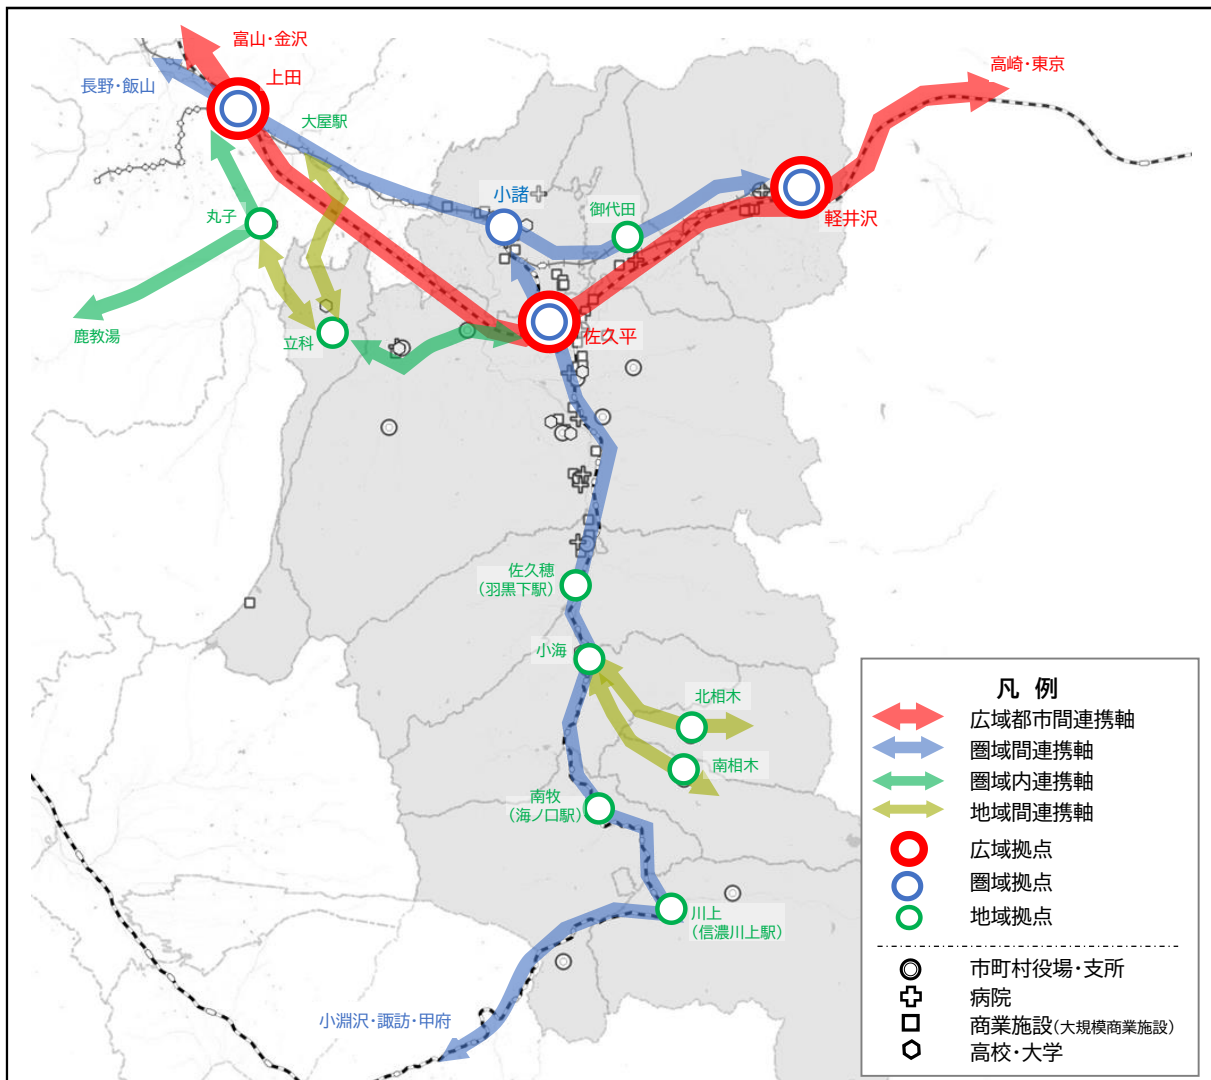 富山・金沢
上田
長野・飯山
大屋駅
高崎・東京
小諸
御代田
軽井沢
丸子
鹿教湯
立科
佐久平
佐久穂
（羽黒下駅）
小海
北相木
南相木
南牧
（海ノ口駅）
川上
（信濃川上駅）
小淵沢・諏訪・甲府
凡 例
広域都市間連携軸
圏域間連携軸
圏域内連携軸
地域間連携軸
広域拠点
圏域拠点
地域拠点
市町村役場・支所
病院
商業施設（大規模商業施設）
高校・大学